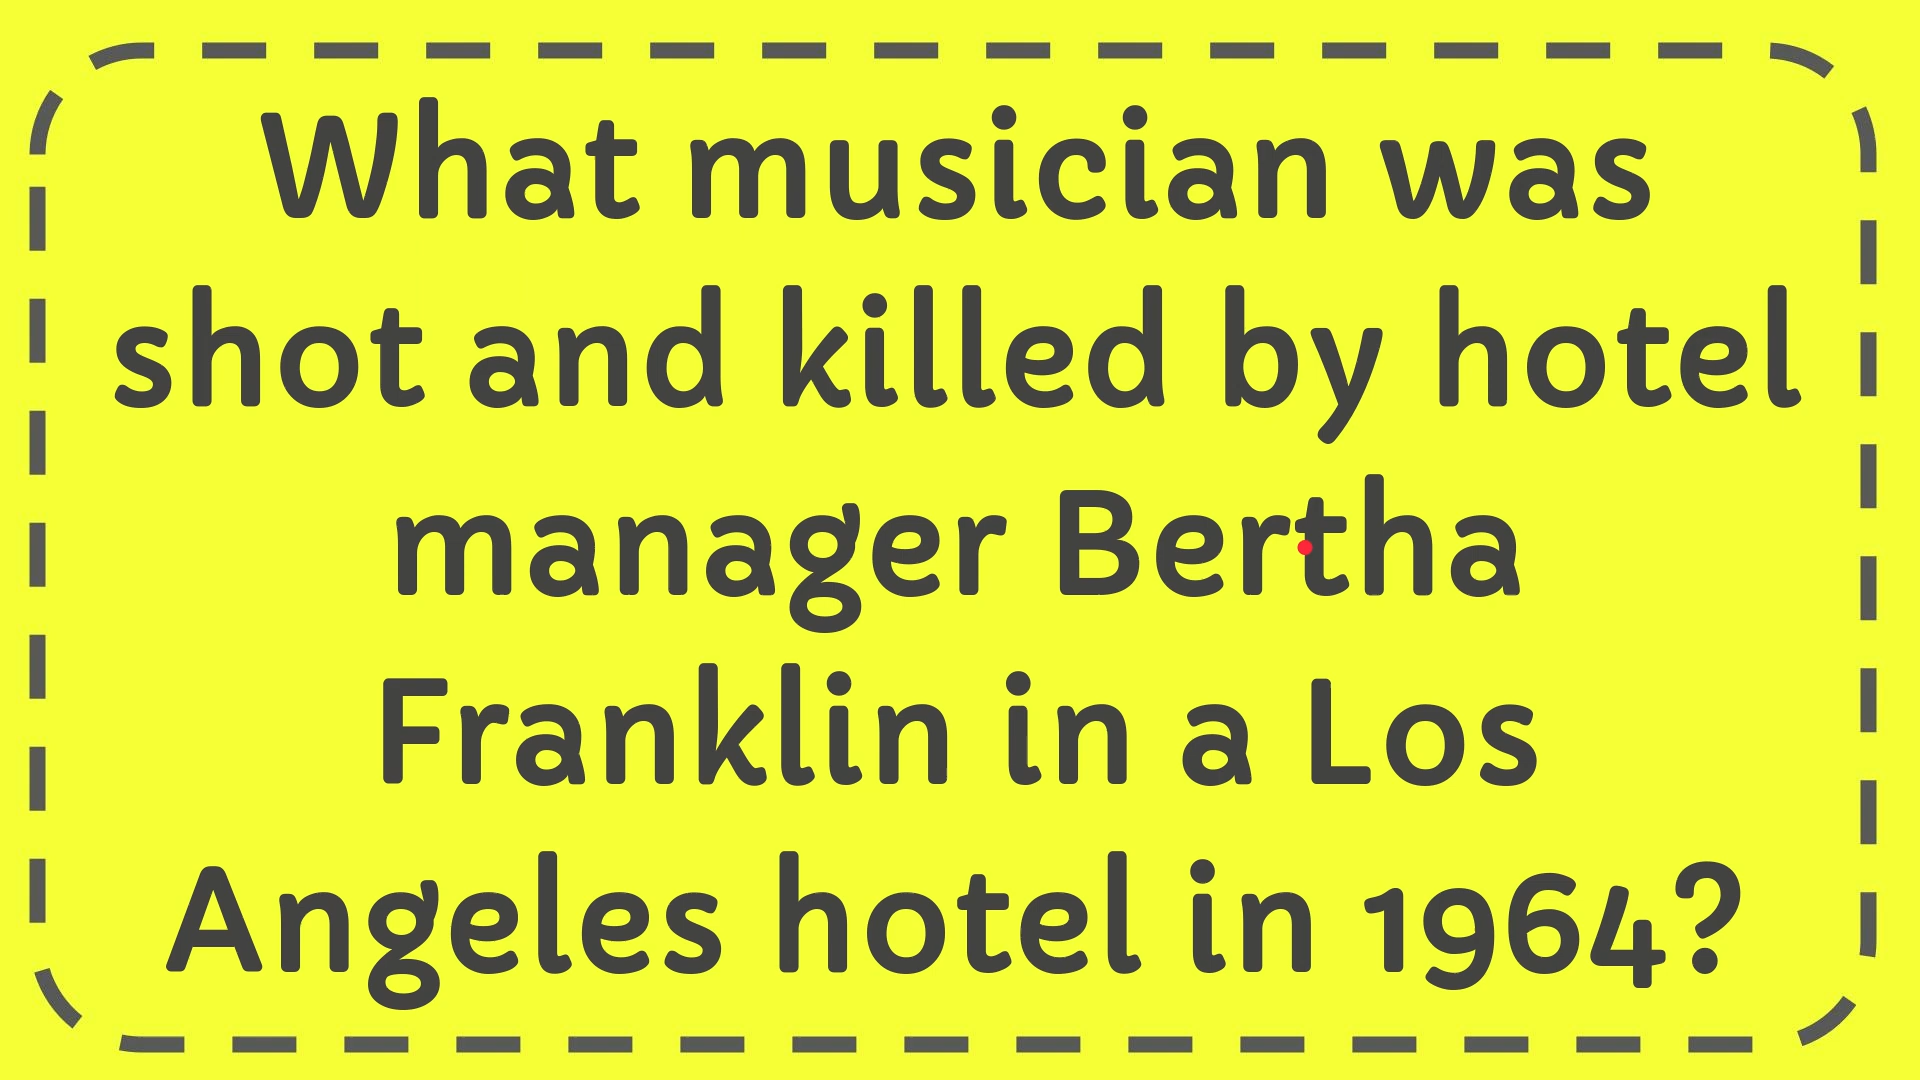 What musician was
shot and killed by hotel
manager Bertha
Franklin in a Los
Angeles hotel in 1964?